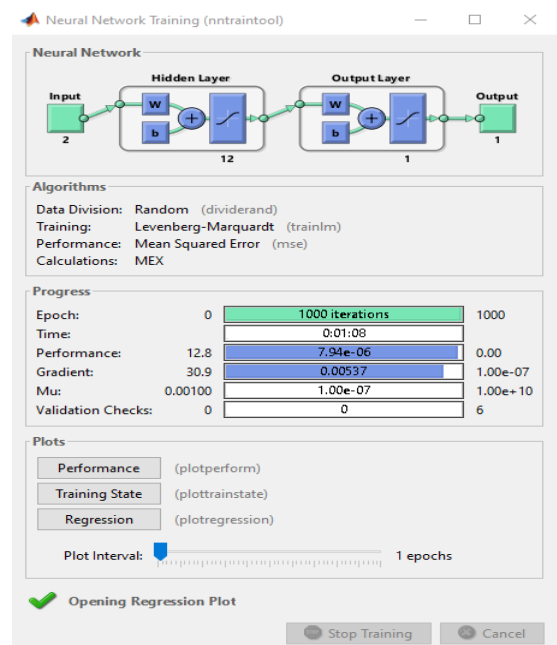 Neural Network Training (nntraintool)
Neural Network
Hidden Layer
Output Layer
Input
Output
W
W
b
b
2
12
1
1
Algorithms
Data Division: Random (dividerand)
Training: Levenberg-Marquardt (trainlm)
Performance: Mean Squared Error (mse)
Calculations: MEX
Progress
Epoch: 0 1000 iterations 1000
Time: 0:01:08
Performance: 12.8 7.94e-06 0.00
Gradient: 30.9 0.00537 1.00e-07
Mu: 0.00100 1.00e-07 1.00e+10
Validation Checks: 0 0 6
Plots
Performance (plotperform)
Training State (plottrainstate)
Regression (plotregression)
Plot Interval: 1 epochs
Opening Regression Plot
Stop Training Cancel